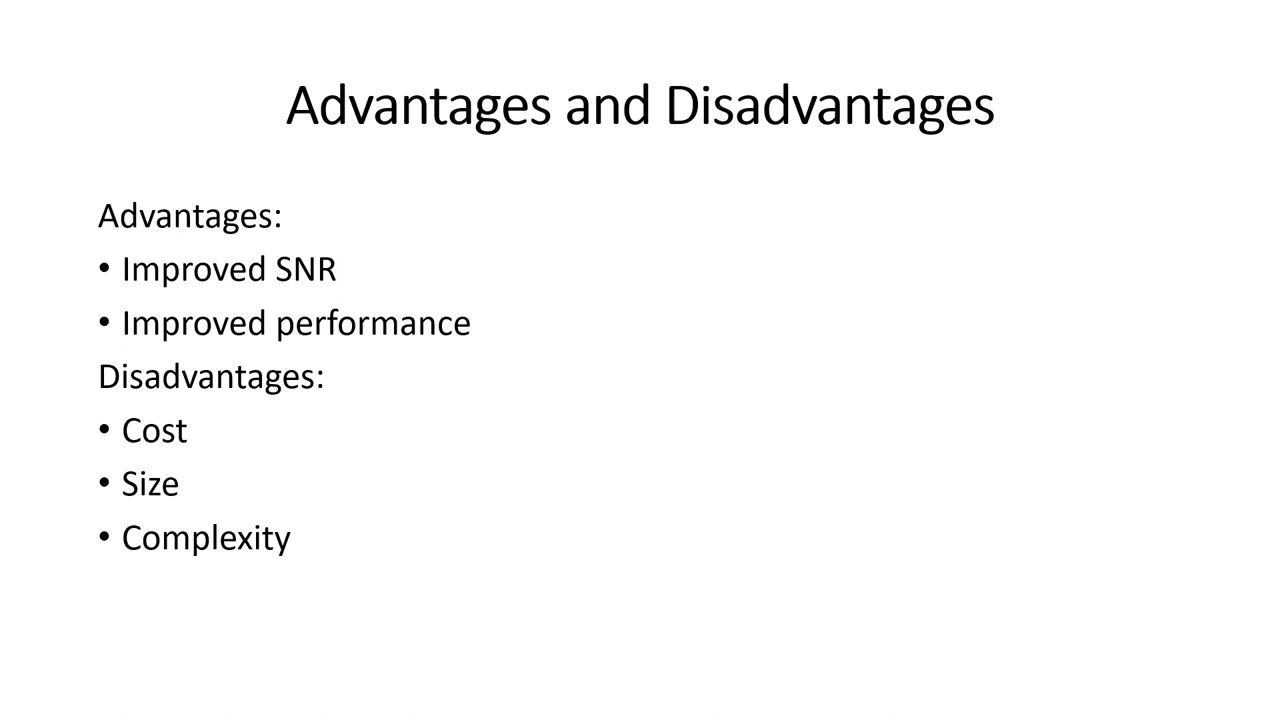 Advantages and Disadvantages
Advantages:
• Improved SNR
• Improved performance
Disadvantages:
• Cost
• Size
• Complexity